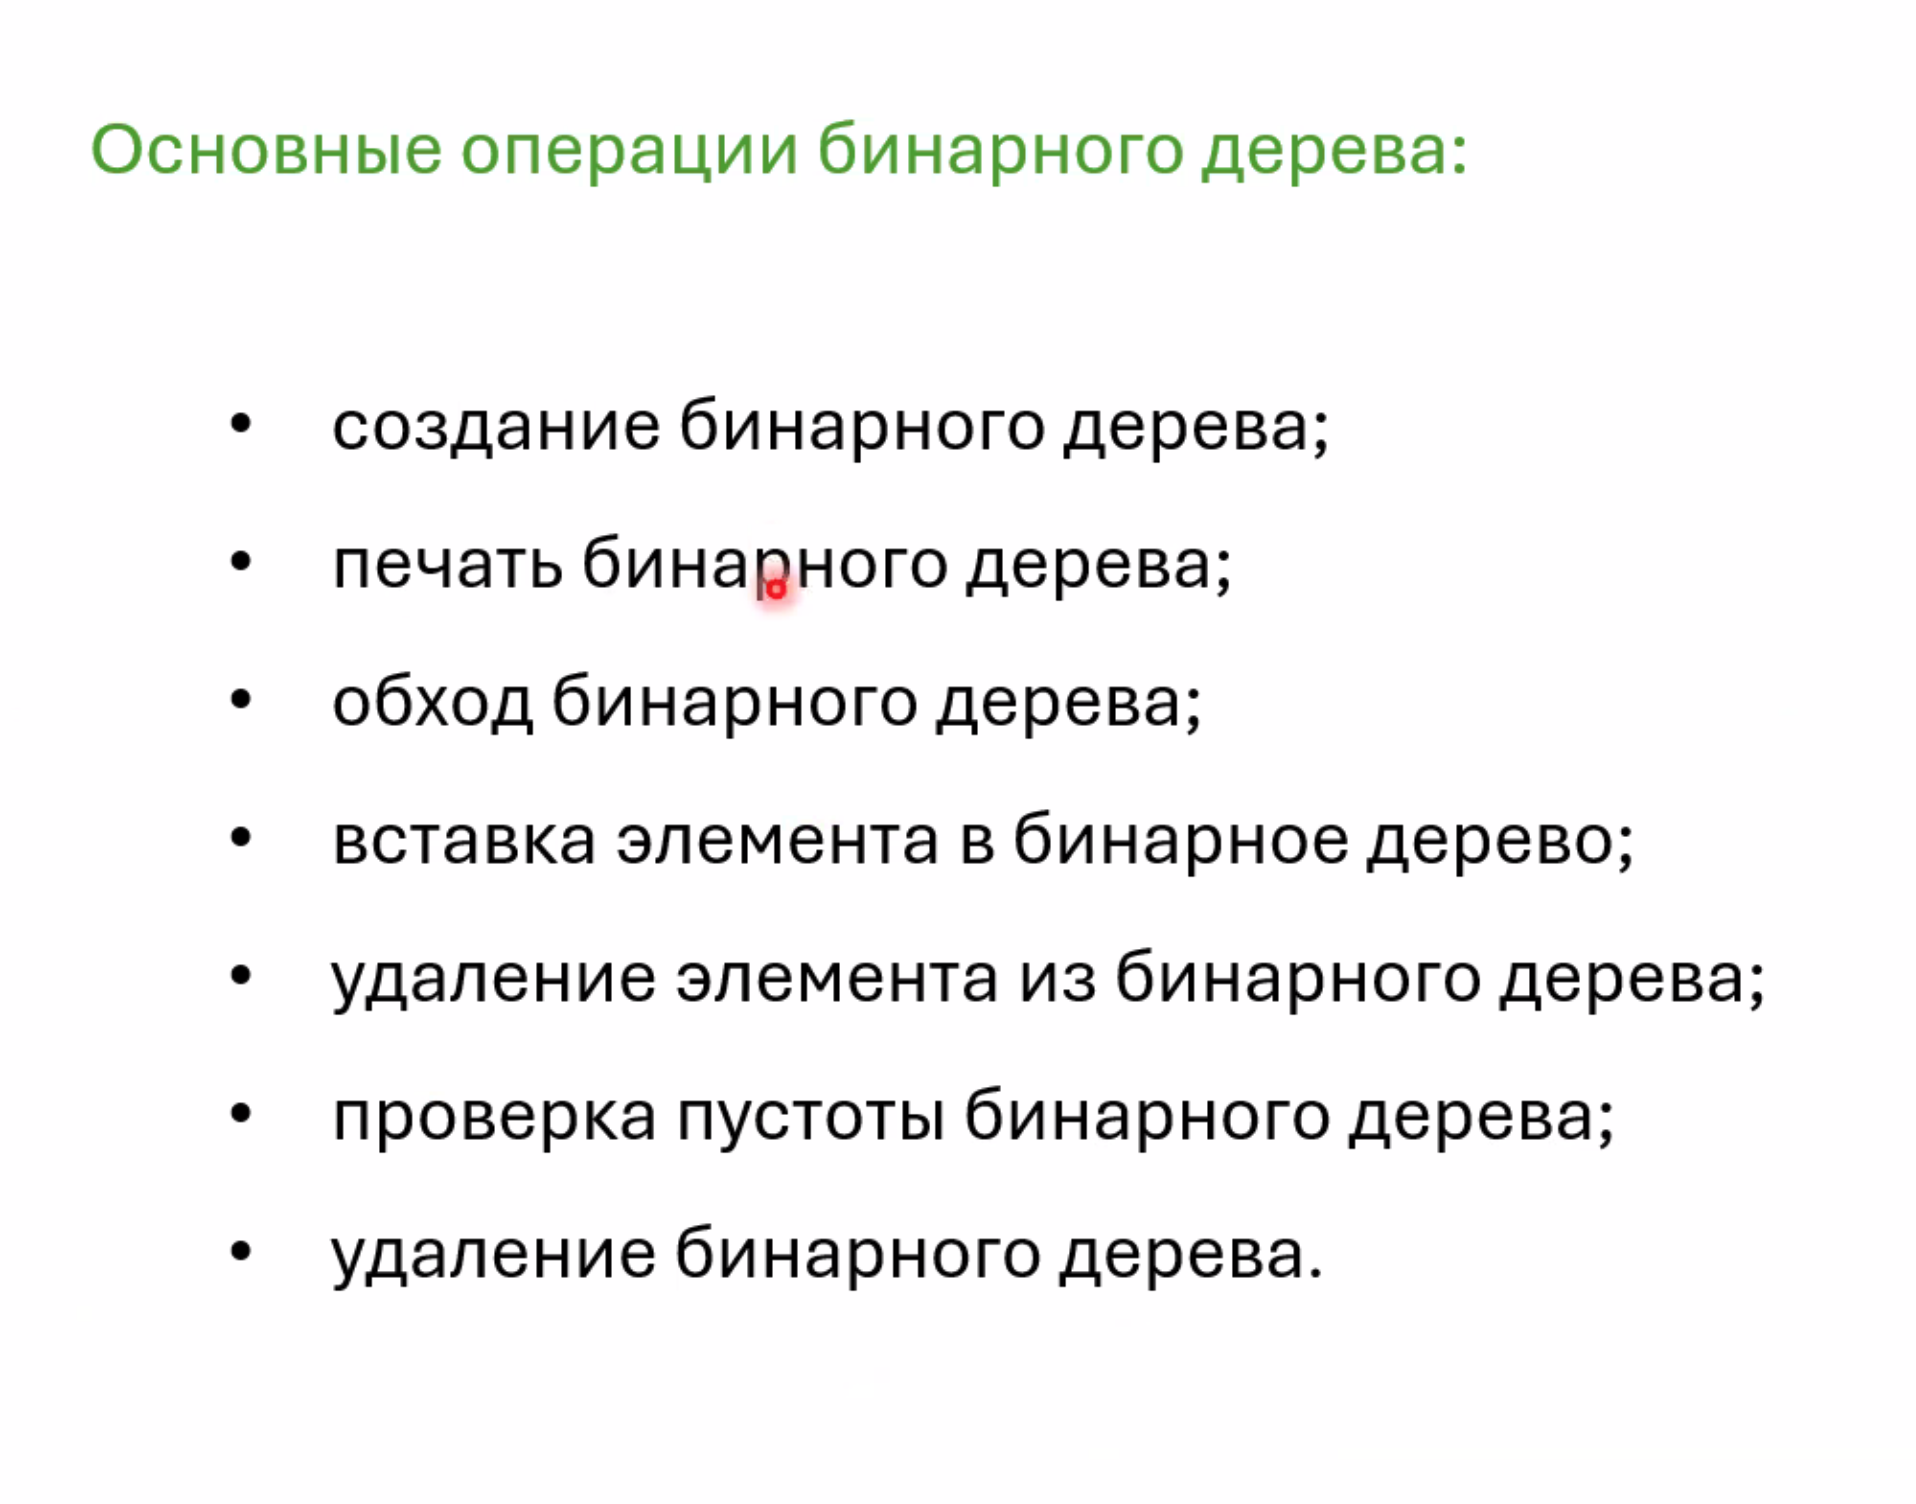 Основные операции бинарного дерева:
• создание бинарного дерева;
• печать бинарного дерева;
• обход бинарного дерева;
• вставка элемента в бинарное дерево;
• удаление элемента из бинарного дерева;
• проверка пустоты бинарного дерева;
• удаление бинарного дерева.